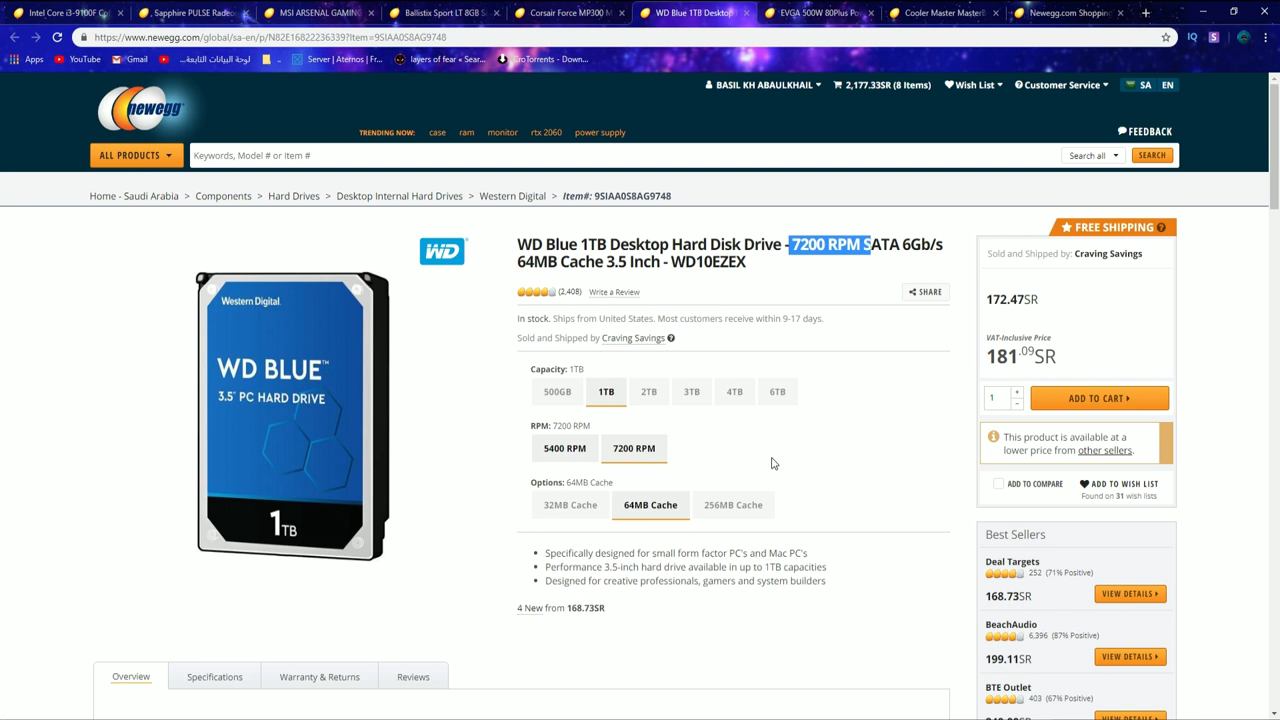 Intel Core i3-9100F Co
Sapphire PULSE Radeo
MSI ARSENAL GAMING
Ballistix Sport LT 8GB S
Corsair Force MP300 M
WD Blue 1TB Desktop
EVGA 500W 80Plus Po
Cooler Master MasterB
Newegg.com Shopping
https://www.newegg.com/global/sa-en/p/N82E16822236339?Item=9SIAA0S8AG9748
Apps
YouTube
Gmail
لوحة البيانات التابعة...
Server | Aternos | Fr...
layers of fear « Sear...
CroTorrents - Down...
newegg
BASIL KH ABAULKHAIL
2,177.33SR (8 Items)
Wish List
Customer Service
SA
EN
TRENDING NOW: case ram monitor rtx 2060 power supply
FEEDBACK
ALL PRODUCTS
Keywords, Model # or Item #
Search all
SEARCH
Home - Saudi Arabia > Components > Hard Drives > Desktop Internal Hard Drives > Western Digital > Item#: 9SIAA0S8AG9748
WD
Western Digital
WD BLUE™
3.5" PC HARD DRIVE
1TB
WD Blue 1TB Desktop Hard Disk Drive - 7200 RPM SATA 6Gb/s
64MB Cache 3.5 Inch - WD10EZEX
(2,408) Write a Review
SHARE
In stock. Ships from United States. Most customers receive within 9-17 days.
Sold and Shipped by Craving Savings
Capacity: 1TB
500GB 1TB 2TB 3TB 4TB 6TB
RPM: 7200 RPM
5400 RPM 7200 RPM
Options: 64MB Cache
32MB Cache 64MB Cache 256MB Cache
• Specifically designed for small form factor PC's and Mac PC's
• Performance 3.5-inch hard drive available in up to 1TB capacities
• Designed for creative professionals, gamers and system builders
4 New from 168.73SR
Overview
Specifications
Warranty & Returns
Reviews
FREE SHIPPING
Sold and Shipped by: Craving Savings
172.47SR
VAT-Inclusive Price
181.09SR
1
ADD TO CART
This product is available at a
lower price from other sellers.
ADD TO COMPARE
ADD TO WISH LIST
Found on 31 wish lists
Best Sellers
Deal Targets
252 (71% Positive)
168.73SR
VIEW DETAILS
BeachAudio
6,396 (87% Positive)
199.11SR
VIEW DETAILS
BTE Outlet
403 (67% Positive)